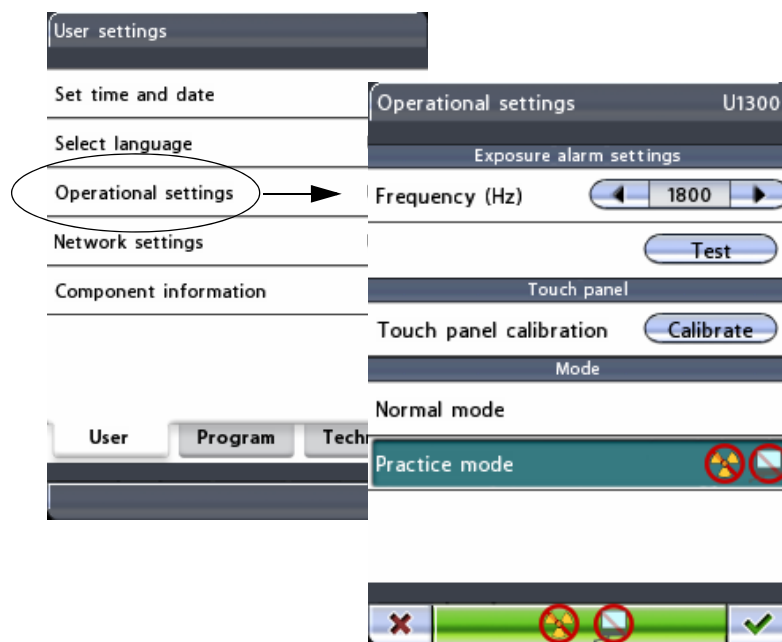 User settings
Set time and date
Select language
Operational settings
Network settings
Component information
User Program
Operational settings U1300
Exposure alarm settings
Frequency (Hz) 1800
Test
Touch panel
Touch panel calibration Calibrate
Mode
Normal mode
Practice mode